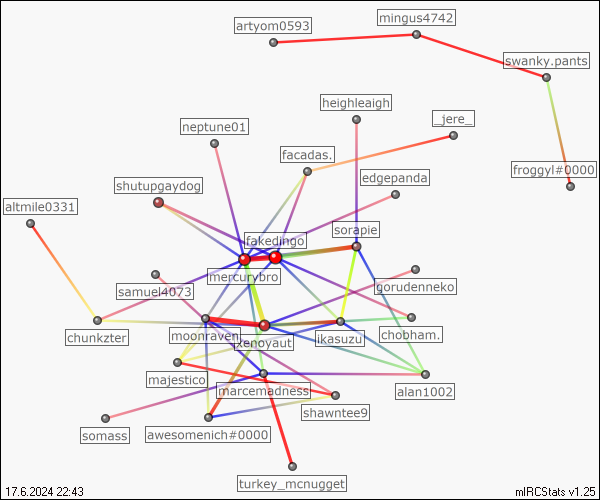 mingus4742
artyom0593
swanky.pants
heighleaigh
_jere_
neptune01
facadas.
froggyl#0000
edgepanda
shutupgaydog
altmile0331
sorapie
fakedingo
mercurybro
gorudenneko
samuel4073
chunkzter
moonraven
xenoyaut
ikasuzu
chobham.
majestico
marcemadness
alan1002
shawntee9
somass
awesomenich#0000
turkey_mcnugget
17.6.2024 22:43
mIRCStats v1.25